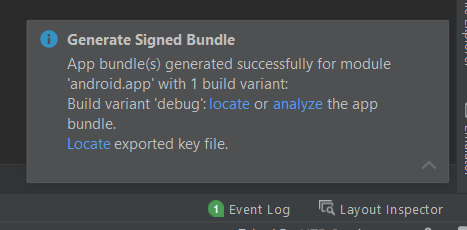 Generate Signed Bundle
App bundle(s) generated successfully for module
'android.app' with 1 build variant:
Build variant 'debug': locate or analyze the app
bundle.
Locate exported key file.
1 Event Log Layout Inspector